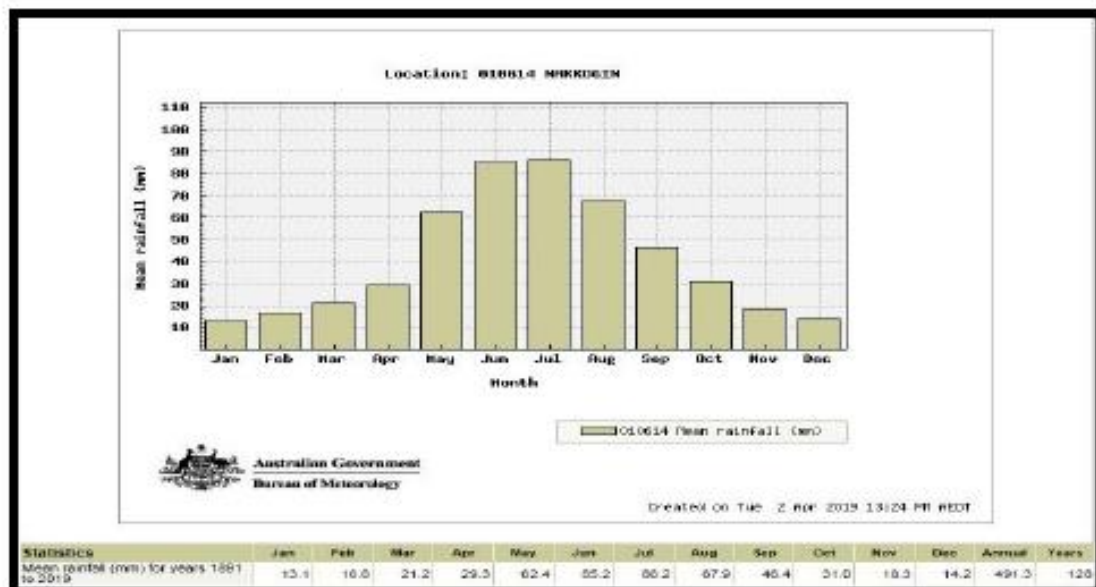 Location: 010614 NARROGIN
Mean rainfall (mm)
110
100
90
80
70
60
50
40
30
20
10
Jan Feb Mar Apr May Jun Jul Aug Sep Oct Nov Dec
Month
010614 Mean rainfall (mm)
Australian Government
Bureau of Meteorology
Created on Tue 2 Apr 2019 13:24 PM AEDT
Statistics Jan Feb Mar Apr May Jun Jul Aug Sep Oct Nov Dec Annual Years
Mean rainfall (mm) for years 1891
to 2019 13.1 21.2 29.3 62.4 85.2 86.2 67.9 46.4 31.0 18.3 14.2 491.3 128